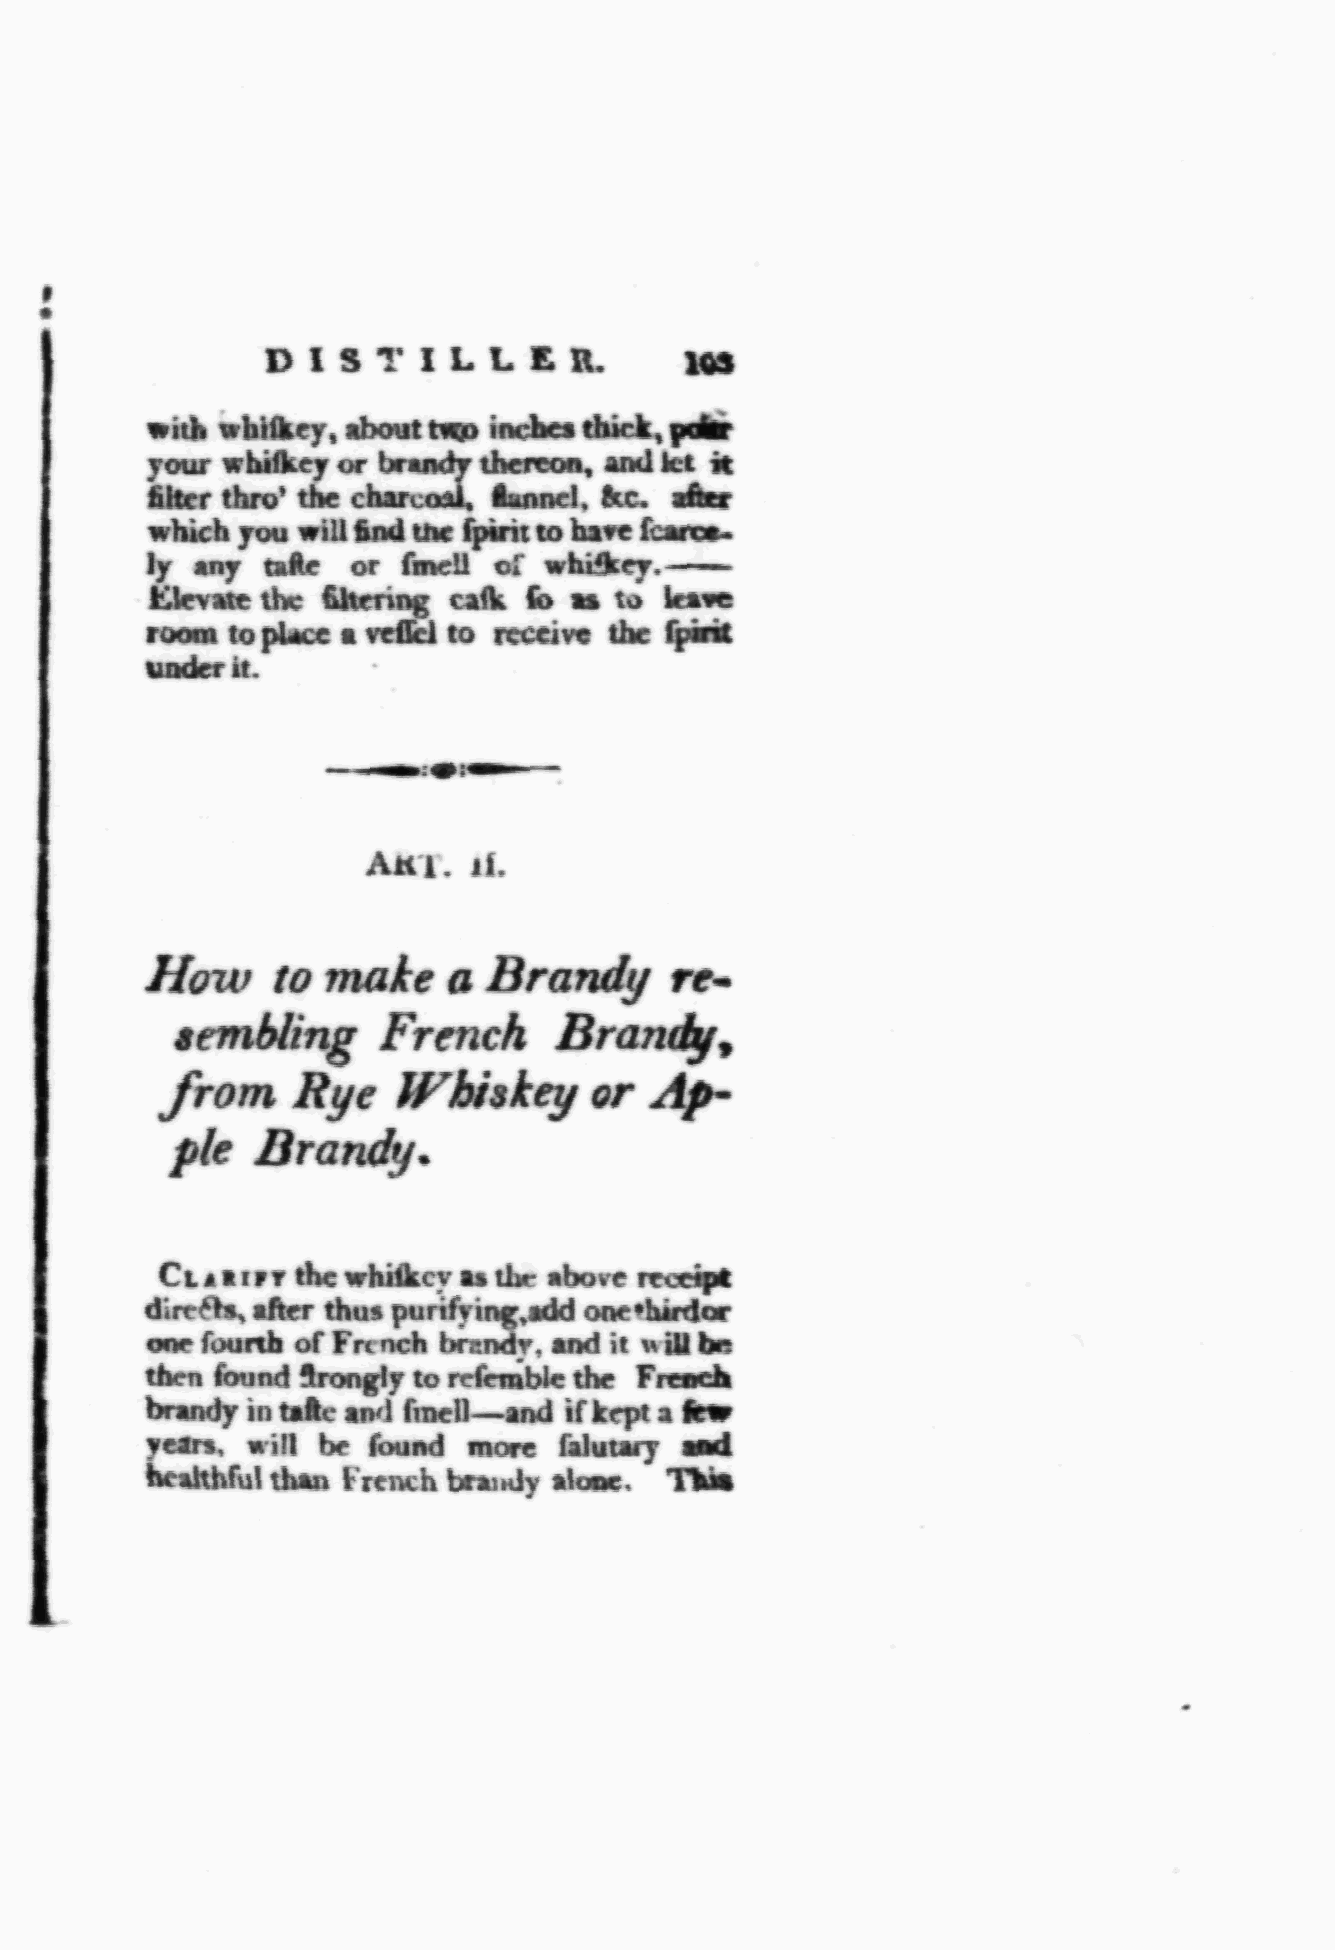 DISTILLER. 103
with whiſkey, about two inches thick, pour
your whiſkey or brandy thereon, and let it
filter thro' the charcoal, flannel, &c. after
which you will find the ſpirit to have ſcarce-
ly any taſte or ſmell of whiſkey.——
Elevate the filtering caſk ſo as to leave
room to place a veſſel to receive the ſpirit
under it.
ART. II.
How to make a Brandy re-
sembling French Brandy,
from Rye Whiskey or Ap-
ple Brandy.
CLARIFY the whiſkey as the above receipt
directs, after thus purifying, add one third or
one fourth of French brandy, and it will be
then found ſtrongly to reſemble the French
brandy in taſte and ſmell—and if kept a few
years, will be found more ſalutary and
healthful than French brandy alone. This